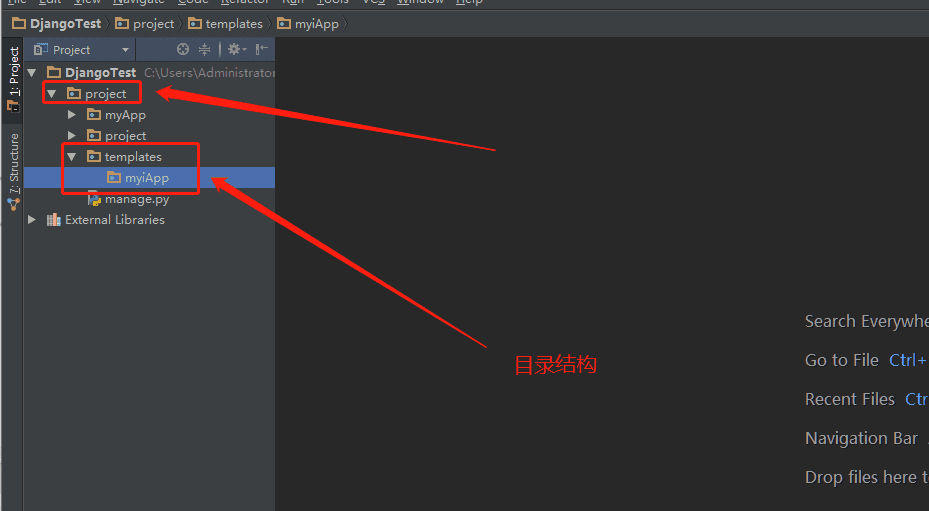 File Edit View Navigate Code Refactor Run Tools VCS Window Help
DjangoTest project templates myiApp
1: Project
7: Structure
Project
DjangoTest C:\Users\Administrator
project
myApp
project
templates
myiApp
manage.py
External Libraries
目录结构
Search Everywhe
Go to File Ctrl+
Recent Files Ctr
Navigation Bar
Drop files here t